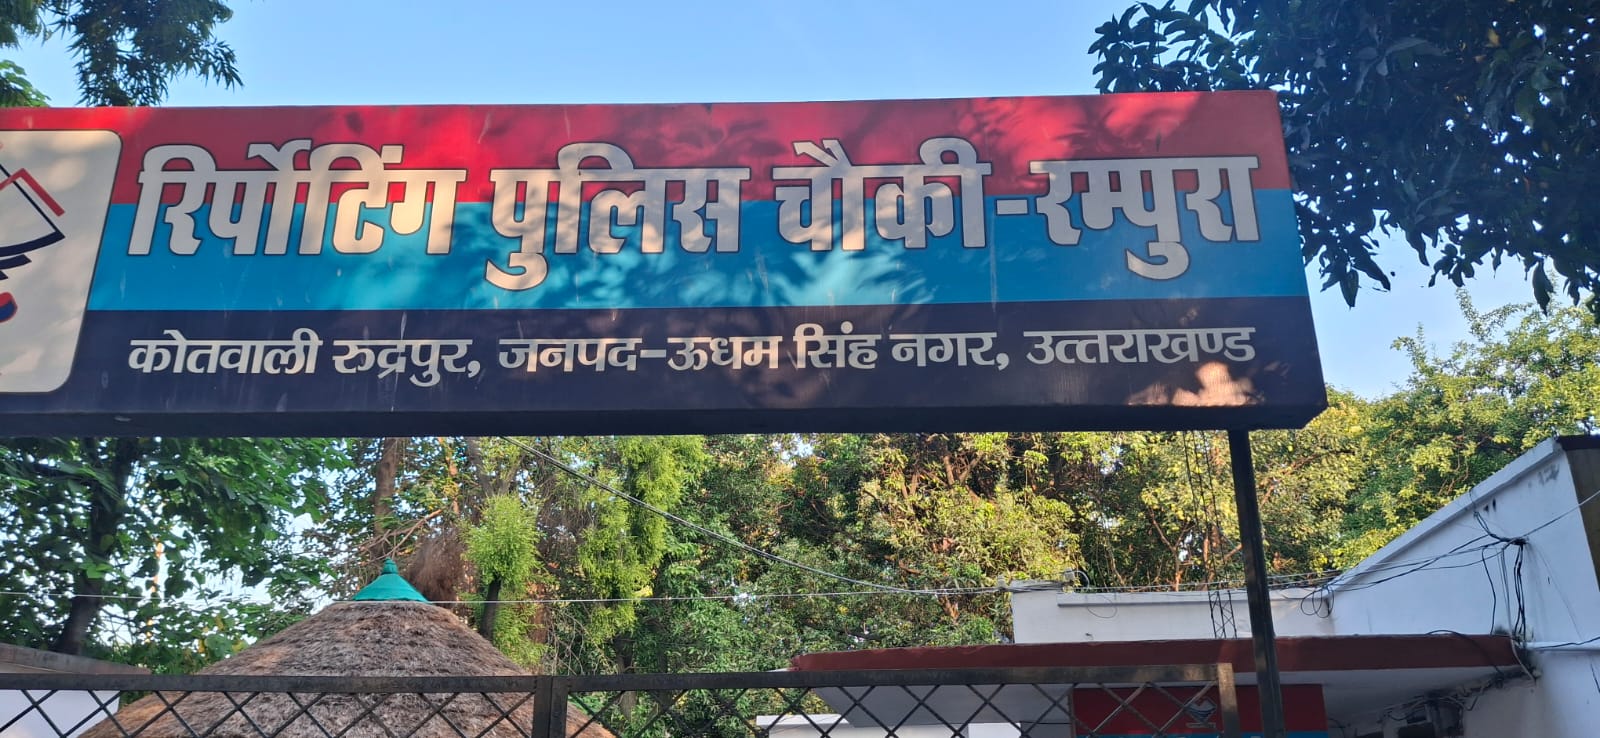 रिर्पोटिंग पुलिस चौकी-रम्पुरा
कोतवाली रुद्रपुर, जनपद-ऊधम सिंह नगर, उत्तराखण्ड